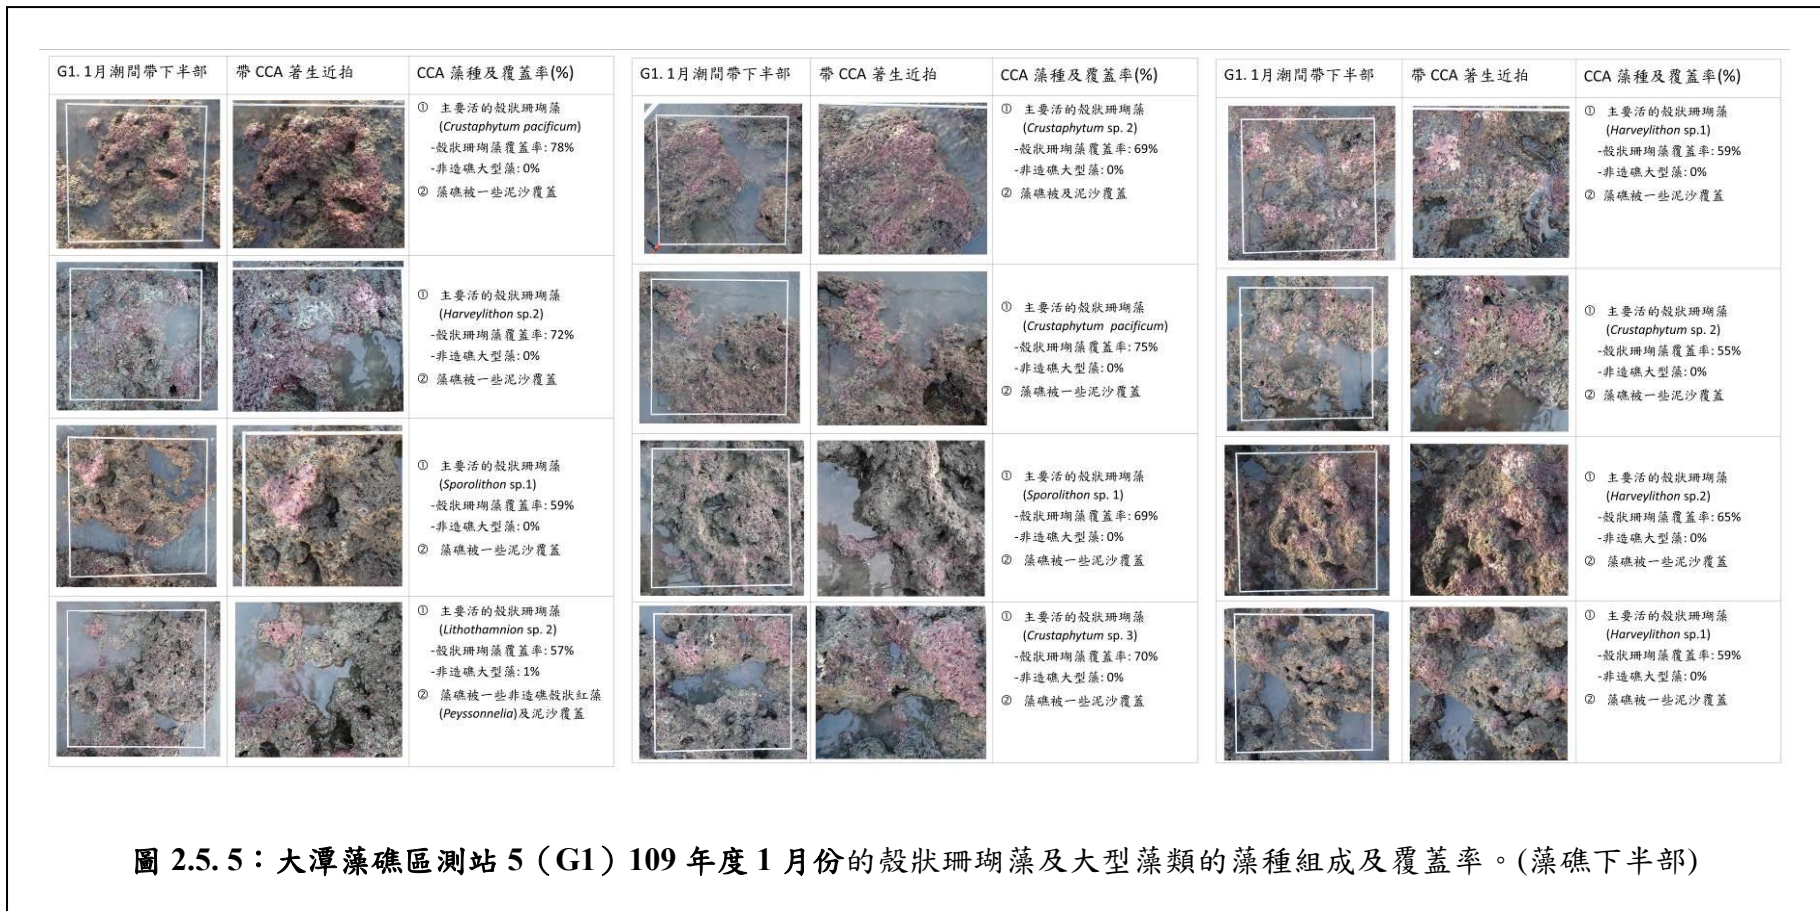 G1. 1月潮間帶下半部 帶 CCA 著生近拍 CCA 藻種及覆蓋率(%)
① 主要活的殼狀珊瑚藻
(Crustaphytum pacificum)
-殼狀珊瑚藻覆蓋率: 78%
-非造礁大型藻: 0%
② 藻礁被一些泥沙覆蓋
① 主要活的殼狀珊瑚藻
(Harveylithon sp.2)
-殼狀珊瑚藻覆蓋率: 72%
-非造礁大型藻: 0%
② 藻礁被一些泥沙覆蓋
① 主要活的殼狀珊瑚藻
(Sporolithon sp.1)
-殼狀珊瑚藻覆蓋率: 59%
-非造礁大型藻: 0%
② 藻礁被一些泥沙覆蓋
① 主要活的殼狀珊瑚藻
(Lithothamnion sp. 2)
-殼狀珊瑚藻覆蓋率: 57%
-非造礁大型藻: 1%
② 藻礁被一些非造礁殼狀紅藻
(Peyssonnelia)及泥沙覆蓋
G1. 1月潮間帶下半部 帶 CCA 著生近拍 CCA 藻種及覆蓋率(%)
① 主要活的殼狀珊瑚藻
(Crustaphytum sp. 2)
-殼狀珊瑚藻覆蓋率: 69%
-非造礁大型藻: 0%
② 藻礁被及泥沙覆蓋
① 主要活的殼狀珊瑚藻
(Crustaphytum pacificum)
-殼狀珊瑚藻覆蓋率: 75%
-非造礁大型藻: 0%
② 藻礁被一些泥沙覆蓋
① 主要活的殼狀珊瑚藻
(Sporolithon sp. 1)
-殼狀珊瑚藻覆蓋率: 69%
-非造礁大型藻: 0%
② 藻礁被一些泥沙覆蓋
① 主要活的殼狀珊瑚藻
(Crustaphytum sp. 3)
-殼狀珊瑚藻覆蓋率: 70%
-非造礁大型藻: 0%
② 藻礁被一些泥沙覆蓋
G1. 1月潮間帶下半部 帶 CCA 著生近拍 CCA 藻種及覆蓋率(%)
① 主要活的殼狀珊瑚藻
(Harveylithon sp.1)
-殼狀珊瑚藻覆蓋率: 59%
-非造礁大型藻: 0%
② 藻礁被一些泥沙覆蓋
① 主要活的殼狀珊瑚藻
(Crustaphytum sp. 2)
-殼狀珊瑚藻覆蓋率: 55%
-非造礁大型藻: 0%
② 藻礁被一些泥沙覆蓋
① 主要活的殼狀珊瑚藻
(Harveylithon sp.2)
-殼狀珊瑚藻覆蓋率: 65%
-非造礁大型藻: 0%
② 藻礁被一些泥沙覆蓋
① 主要活的殼狀珊瑚藻
(Harveylithon sp.1)
-殼狀珊瑚藻覆蓋率: 59%
-非造礁大型藻: 0%
② 藻礁被一些泥沙覆蓋
圖 2.5. 5：大潭藻礁區測站 5（G1）109 年度 1 月份的殼狀珊瑚藻及大型藻類的藻種組成及覆蓋率。(藻礁下半部)